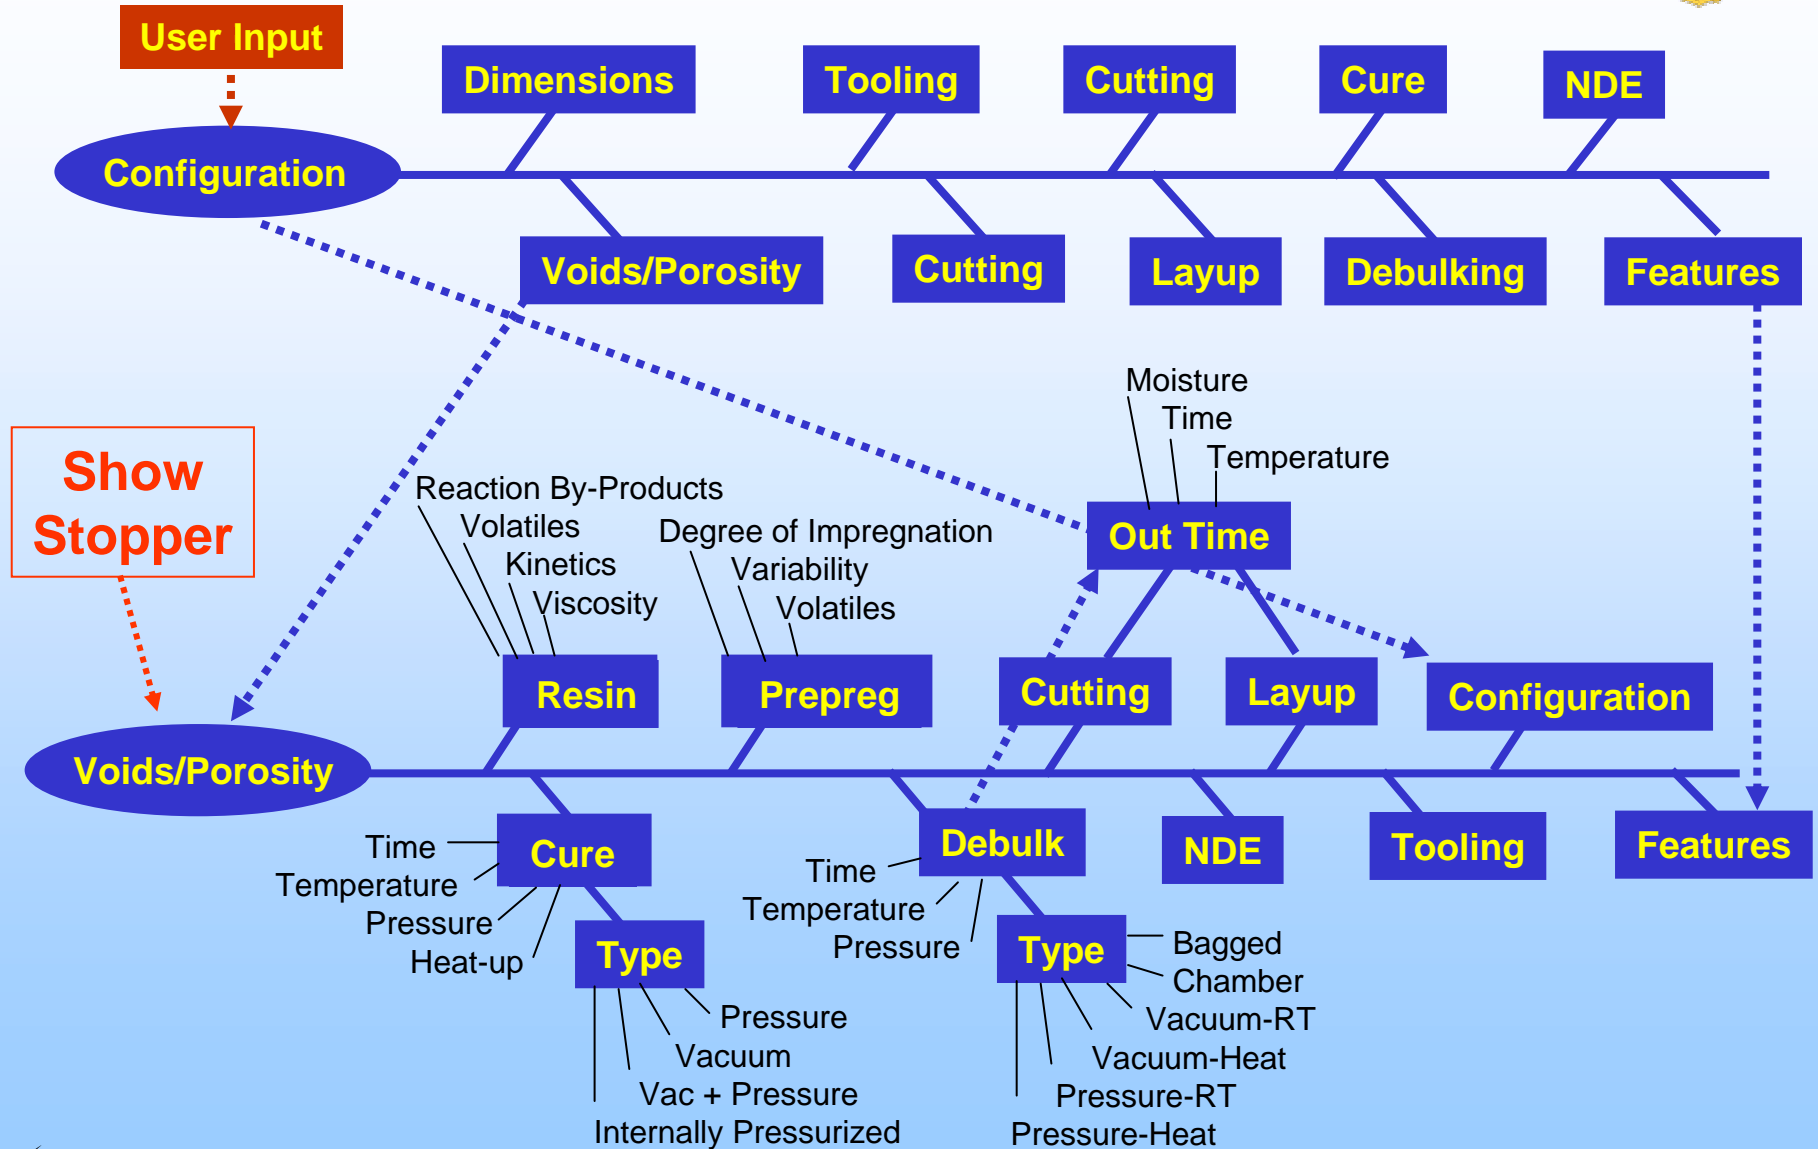 User Input
Dimensions
Tooling
Cutting
Cure
NDE
Configuration
Voids/Porosity
Cutting
Layup
Debulking
Features
Moisture
Time
Temperature
Show
Stopper
Reaction By-Products
Volatiles
Kinetics
Viscosity
Degree of Impregnation
Variability
Volatiles
Out Time
Resin
Prepreg
Cutting
Layup
Configuration
Voids/Porosity
Cure
Time
Temperature
Pressure
Heat-up
Type
Pressure
Vacuum
Vac + Pressure
Internally Pressurized
Debulk
Time
Temperature
Pressure
Type
Bagged
Chamber
Vacuum-RT
Vacuum-Heat
Pressure-RT
Pressure-Heat
NDE
Tooling
Features